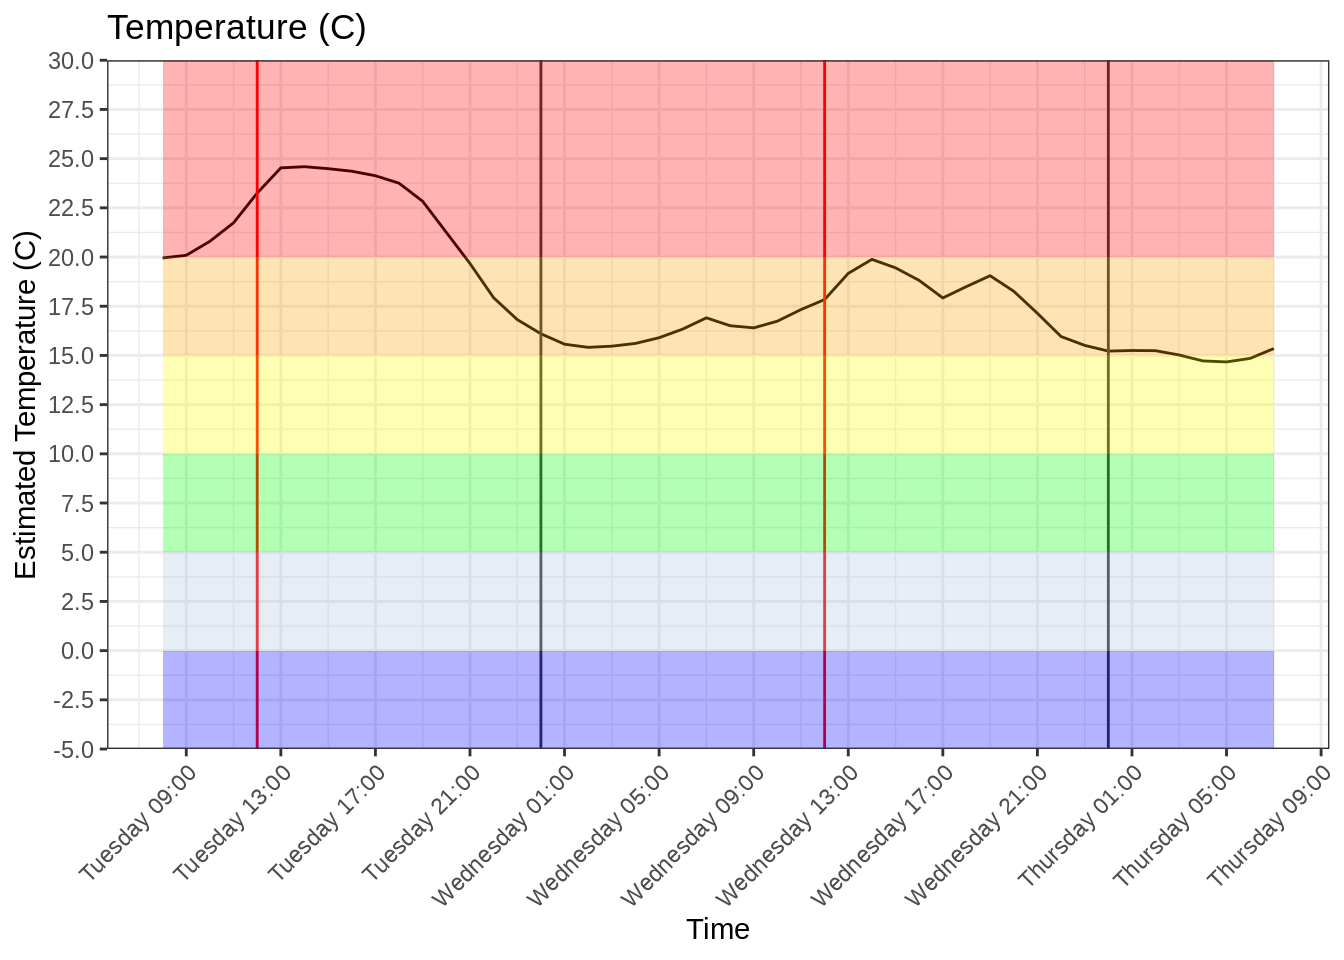 Temperature (C)
Estimated Temperature (C)
30.0
27.5
25.0
22.5
20.0
17.5
15.0
12.5
10.0
7.5
5.0
2.5
0.0
-2.5
-5.0
Tuesday 09:00
Tuesday 13:00
Tuesday 17:00
Tuesday 21:00
Wednesday 01:00
Wednesday 05:00
Wednesday 09:00
Wednesday 13:00
Wednesday 17:00
Wednesday 21:00
Thursday 01:00
Thursday 05:00
Thursday 09:00
Time